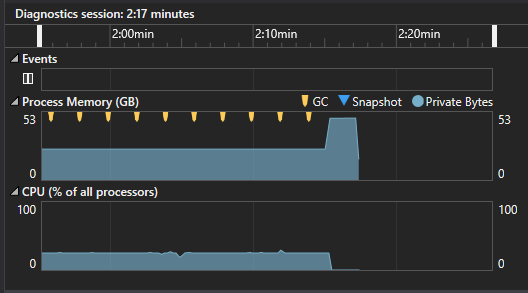 Diagnostics session: 2:17 minutes
2:00min 2:10min 2:20min
Events
Process Memory (GB) GC Snapshot Private Bytes
53 53
0 0
CPU (% of all processors)
100 100
0 0